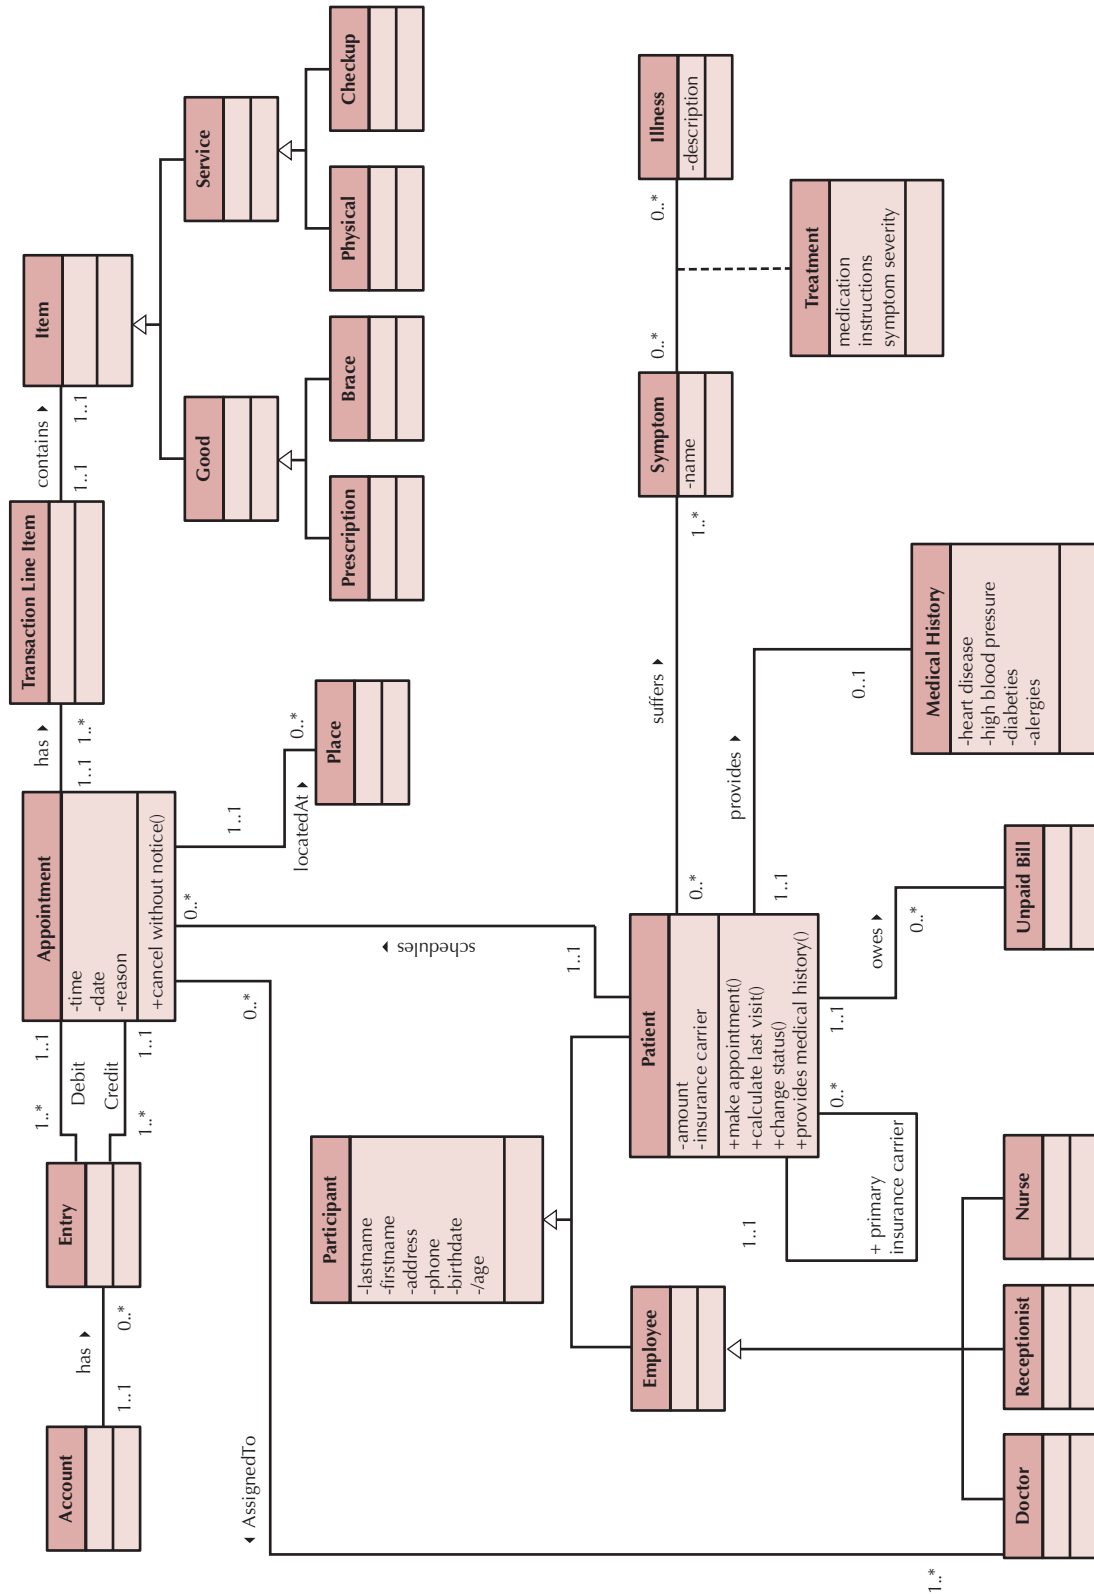 Account
has ▸
1..1
0..*
Entry
1..*
Debit
1..1
Credit
1..*
1..1
Appointment
-time
-date
-reason
+cancel without notice()
has ▸
1..1
1..*
Transaction Line Item
contains ▸
1..1
1..1
Item
Good
Service
Prescription
Brace
Physical
Checkup
1..1
locatedAt ▸
0..*
Place
0..*
schedules ▸
1..1
◂ AssignedTo
0..*
1..*
Participant
-lastname
-firstname
-address
-phone
-birthdate
-/age
Employee
Patient
-amount
-insurance carrier
+make appointment()
+calculate last visit()
+change status()
+provides medical history()
1..1
0..*
+ primary
insurance carrier
0..*
suffers ▸
1..*
Symptom
-name
0..*
0..*
Illness
-description
Treatment
medication
instructions
symptom severity
1..1
provides ▸
0..1
Medical History
-heart disease
-high blood pressure
-diabeties
-alergies
1..1
owes ▸
0..*
Unpaid Bill
Doctor
Receptionist
Nurse